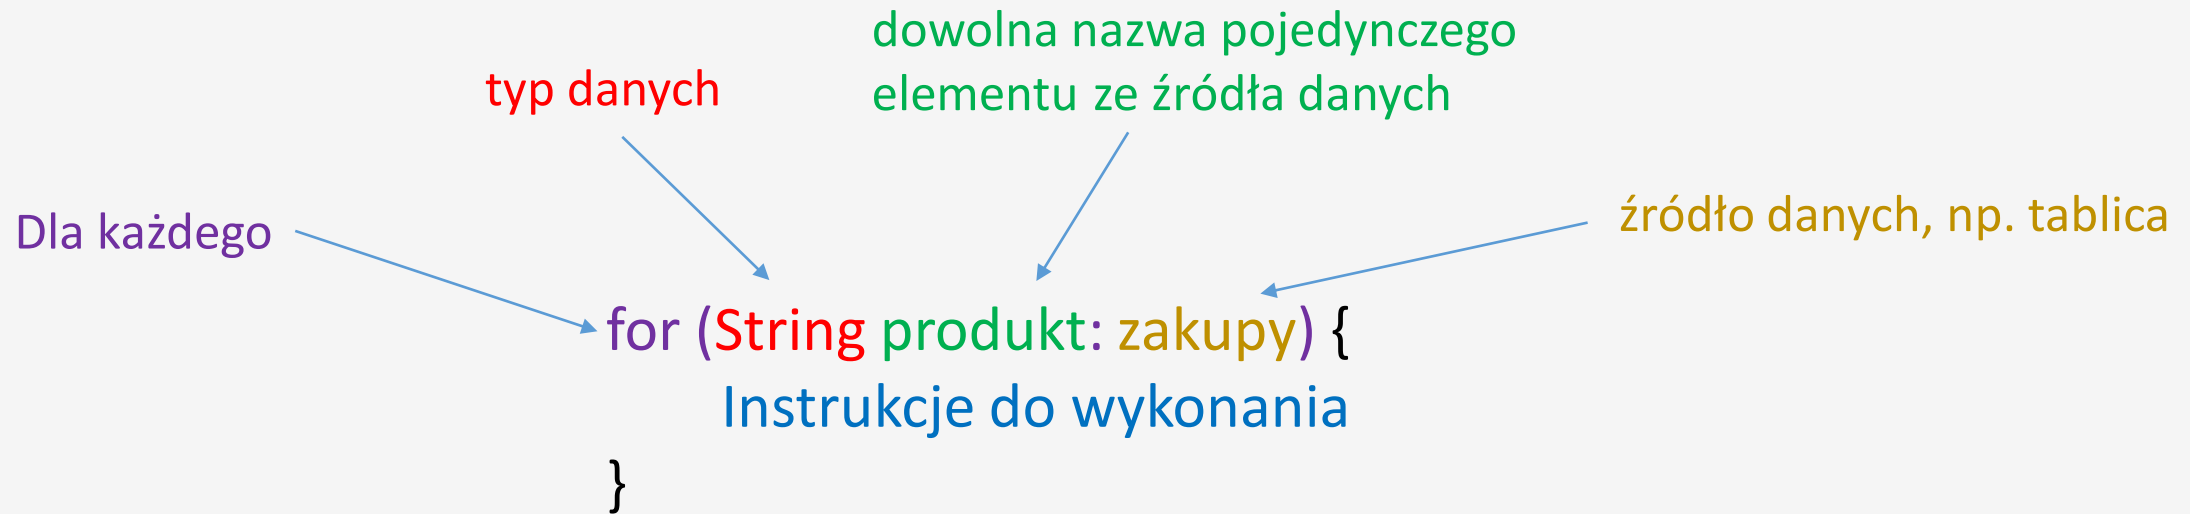 dowolna nazwa pojedynczego
elementu ze źródła danych
typ danych
Dla każdego
źródło danych, np. tablica
for (String produkt: zakupy) {
Instrukcje do wykonania
}